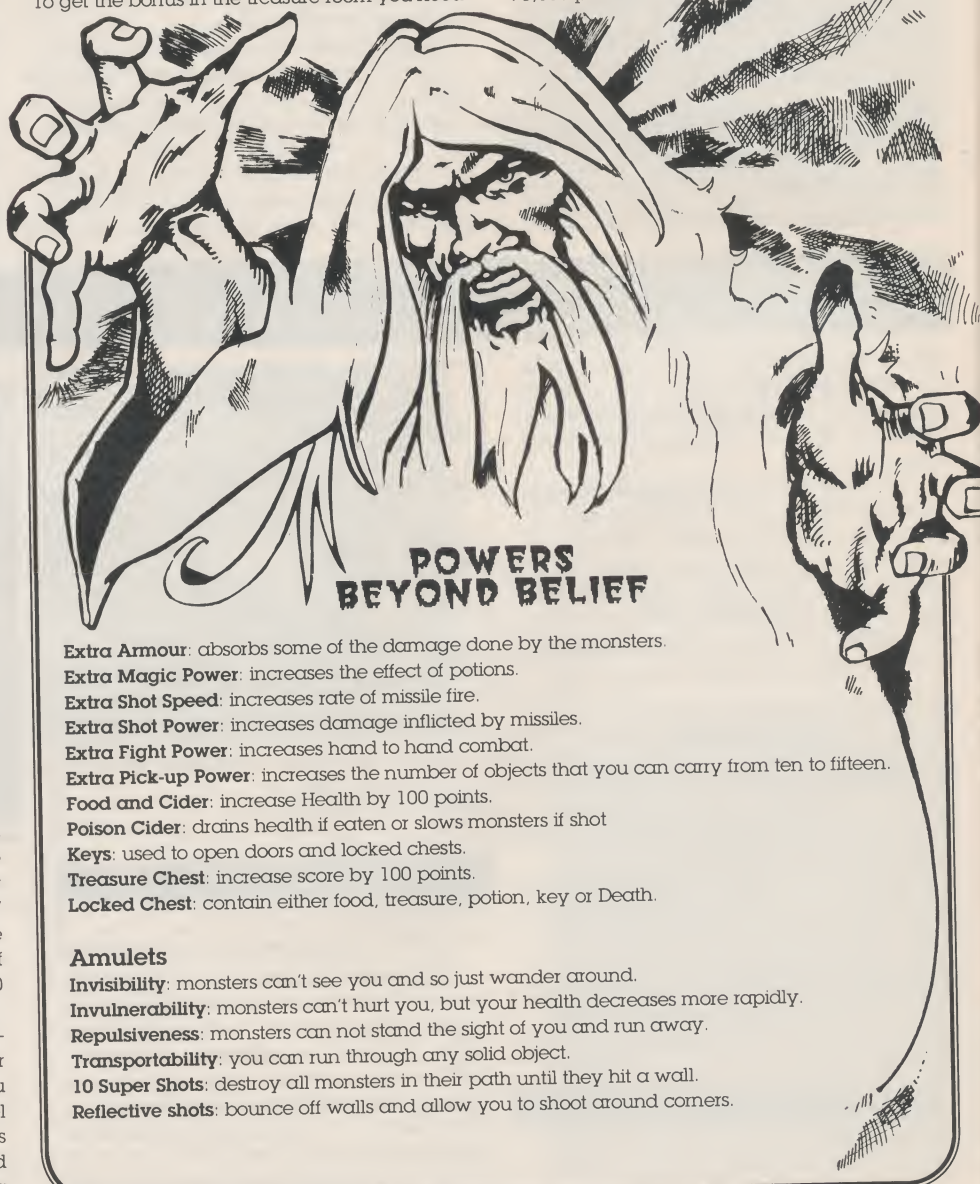 To get the bonus in the treasure room you
POWERS
BEYOND BELIEF
Extra Armour: absorbs some of the damage done by the monsters.
Extra Magic Power: increases the effect of potions.
Extra Shot Speed: increases rate of missile fire.
Extra Shot Power: increases damage inflicted by missiles.
Extra Fight Power: increases hand to hand combat.
Extra Pick-up Power: increases the number of objects that you can carry from ten to fifteen.
Food and Cider: increase Health by 100 points.
Poison Cider: drains health if eaten or slows monsters if shot
Keys: used to open doors and locked chests.
Treasure Chest: increase score by 100 points.
Locked Chest: contain either food, treasure, potion, key or Death.
Amulets
Invisibility: monsters can't see you and so just wander around.
Invulnerability: monsters can't hurt you, but your health decreases more rapidly.
Repulsiveness: monsters can not stand the sight of you and run away.
Transportability: you can run through any solid object.
10 Super Shots: destroy all monsters in their path until they hit a wall.
Reflective shots: bounce off walls and allow you to shoot around corners.